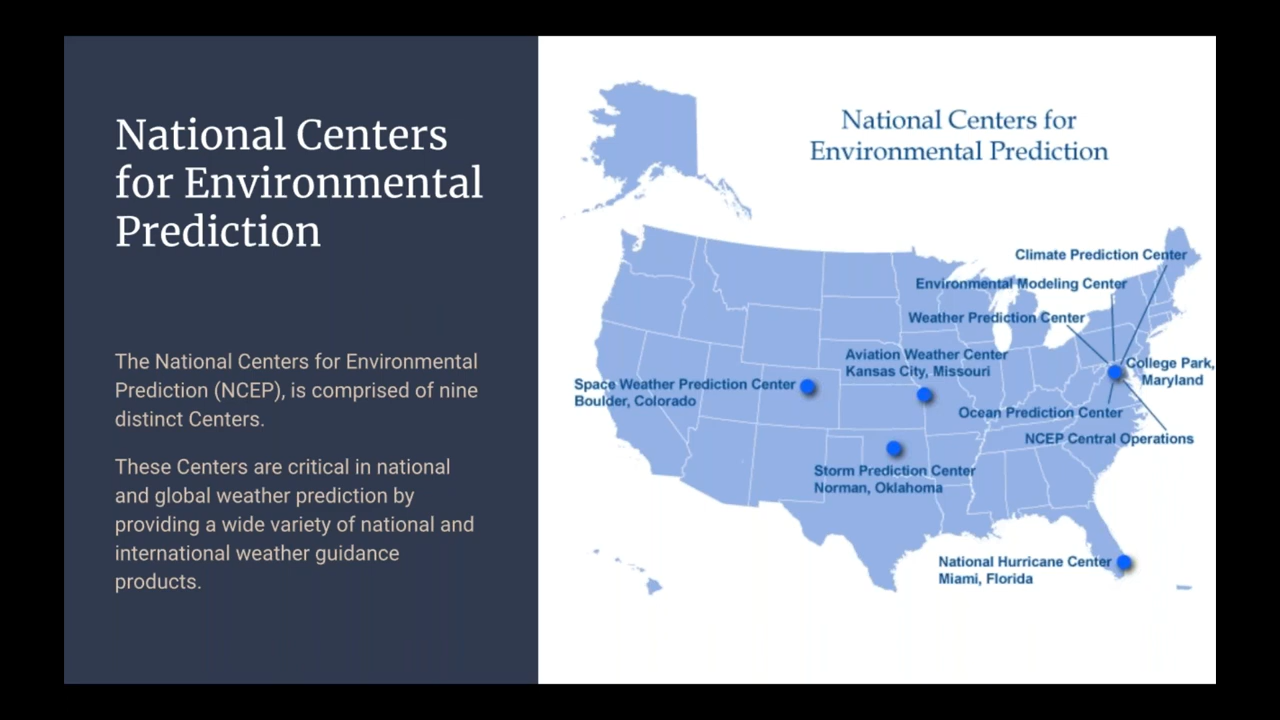 National Centers
for Environmental
Prediction
The National Centers for Environmental
Prediction (NCEP), is comprised of nine
distinct Centers.
These Centers are critical in national
and global weather prediction by
providing a wide variety of national and
international weather guidance
products.
National Centers for
Environmental Prediction
Climate Prediction Center
Environmental Modeling Center
Weather Prediction Center
Aviation Weather Center
Kansas City, Missouri
College Park,
Maryland
Space Weather Prediction Center
Boulder, Colorado
Ocean Prediction Center
NCEP Central Operations
Storm Prediction Center
Norman, Oklahoma
National Hurricane Center
Miami, Florida